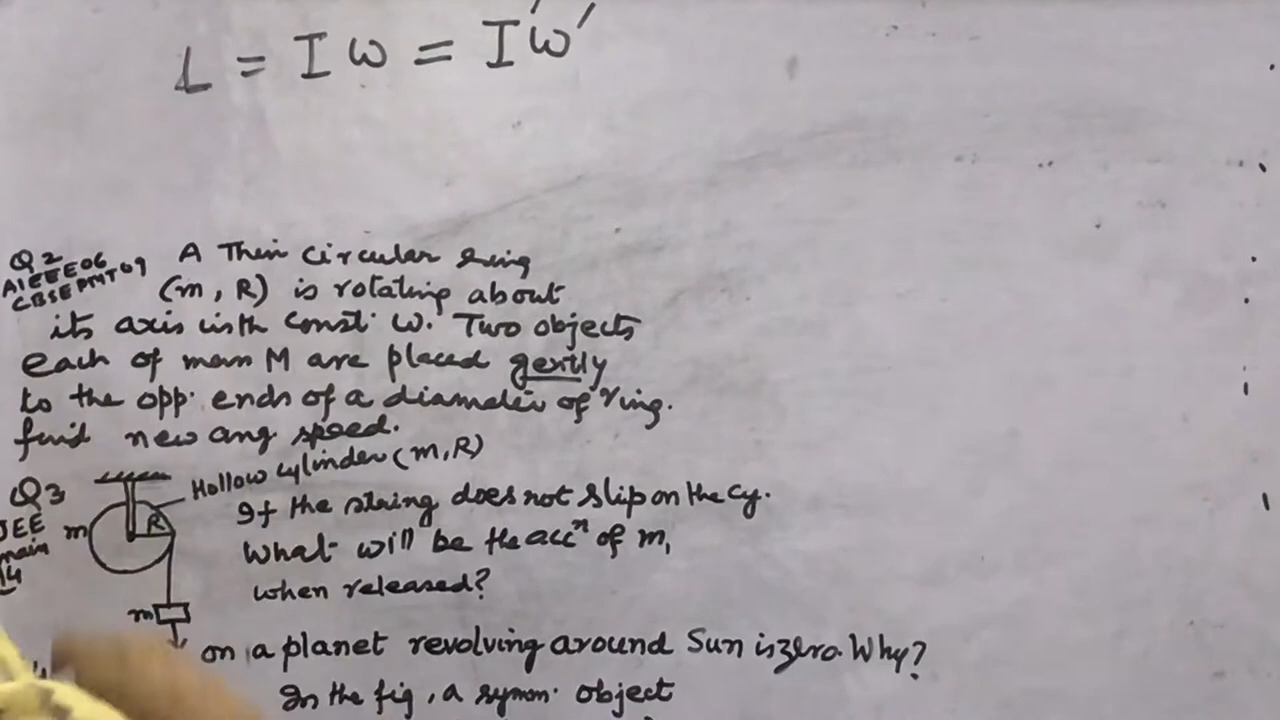 L = I ω = I' ω'
Q2 A Thin circular ring
AIEEE06
CBSE PMT 09
(m, R) is rotating about
its axis with const. ω. Two objects
each of mass M are placed gently
to the opp. ends of a diameter of ring.
find new ang speed.
Hollow cylinder (m, R)
Q3
JEE
main
14
m
R
m
If the string does not slip on the cy.
What will be the accⁿ of m,
when released?
on a planet revolving around Sun is zero. Why?
In the fig, a symm. object